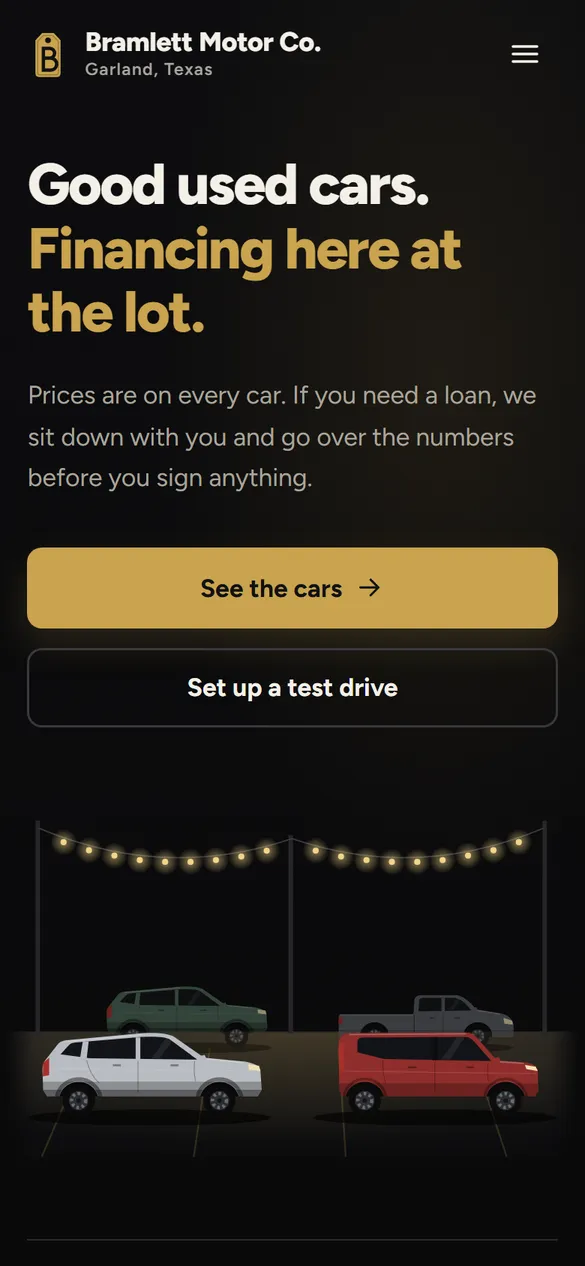 B
Bramlett Motor Co.
Garland, Texas
Good used cars.
Financing here at
the lot.
Prices are on every car. If you need a loan, we
sit down with you and go over the numbers
before you sign anything.
See the cars →
Set up a test drive